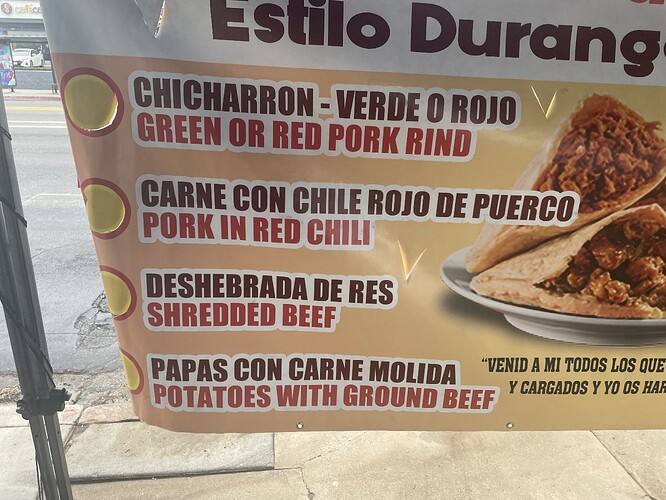 Estilo Durang
CHICHARRON - VERDE O ROJO
GREEN OR RED PORK RIND
CARNE CON CHILE ROJO DE PUERCO
PORK IN RED CHILI
DESHEBRADA DE RES
SHREDDED BEEF
PAPAS CON CARNE MOLIDA
POTATOES WITH GROUND BEEF
"VENID A MI TODOS LOS QUE
Y CARGADOS Y YO OS HAR